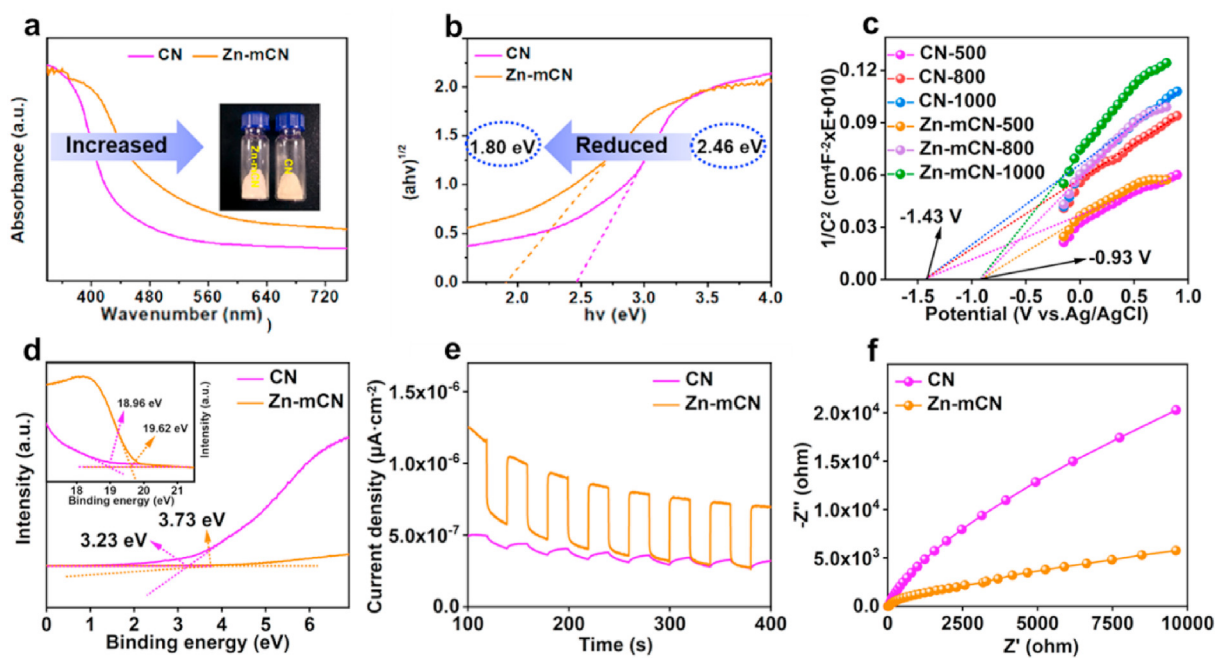 a
CN Zn-mCN
Absorbance (a.u.)
Increased
Zn-mCN
CN
400 480 560 640 720
Wavenumber (nm)
)
b
CN
Zn-mCN
(ahv)1/2
2.0
1.5
1.0
0.5
0.0
1.80 eV
Reduced
2.46 eV
2.0 2.5 3.0 3.5 4.0
hv (eV)
c
CN-500
CN-800
CN-1000
Zn-mCN-500
Zn-mCN-800
Zn-mCN-1000
1/C² (cm⁴F⁻²xE+010)
0.12
0.09
0.06
0.03
0.00
-1.43 V
-0.93 V
-1.5 -1.0 -0.5 0.0 0.5 1.0
Potential (V vs.Ag/AgCl)
d
CN
Zn-mCN
Intensity (a.u.)
18.96 eV
19.62 eV
Intensity (a.u.)
18 19 20 21
Binding energy (eV)
3.23 eV
3.73 eV
0 1 2 3 4 5 6
Binding energy (eV)
e
CN
Zn-mCN
Current density (μA·cm⁻²)
1.5x10⁻⁶
1.0x10⁻⁶
5.0x10⁻⁷
0.0
100 200 300 400
Time (s)
f
CN
Zn-mCN
-Z'' (ohm)
2.0x10⁴
1.5x10⁴
1.0x10⁴
5.0x10³
0.0
0 2500 5000 7500 10000
Z' (ohm)